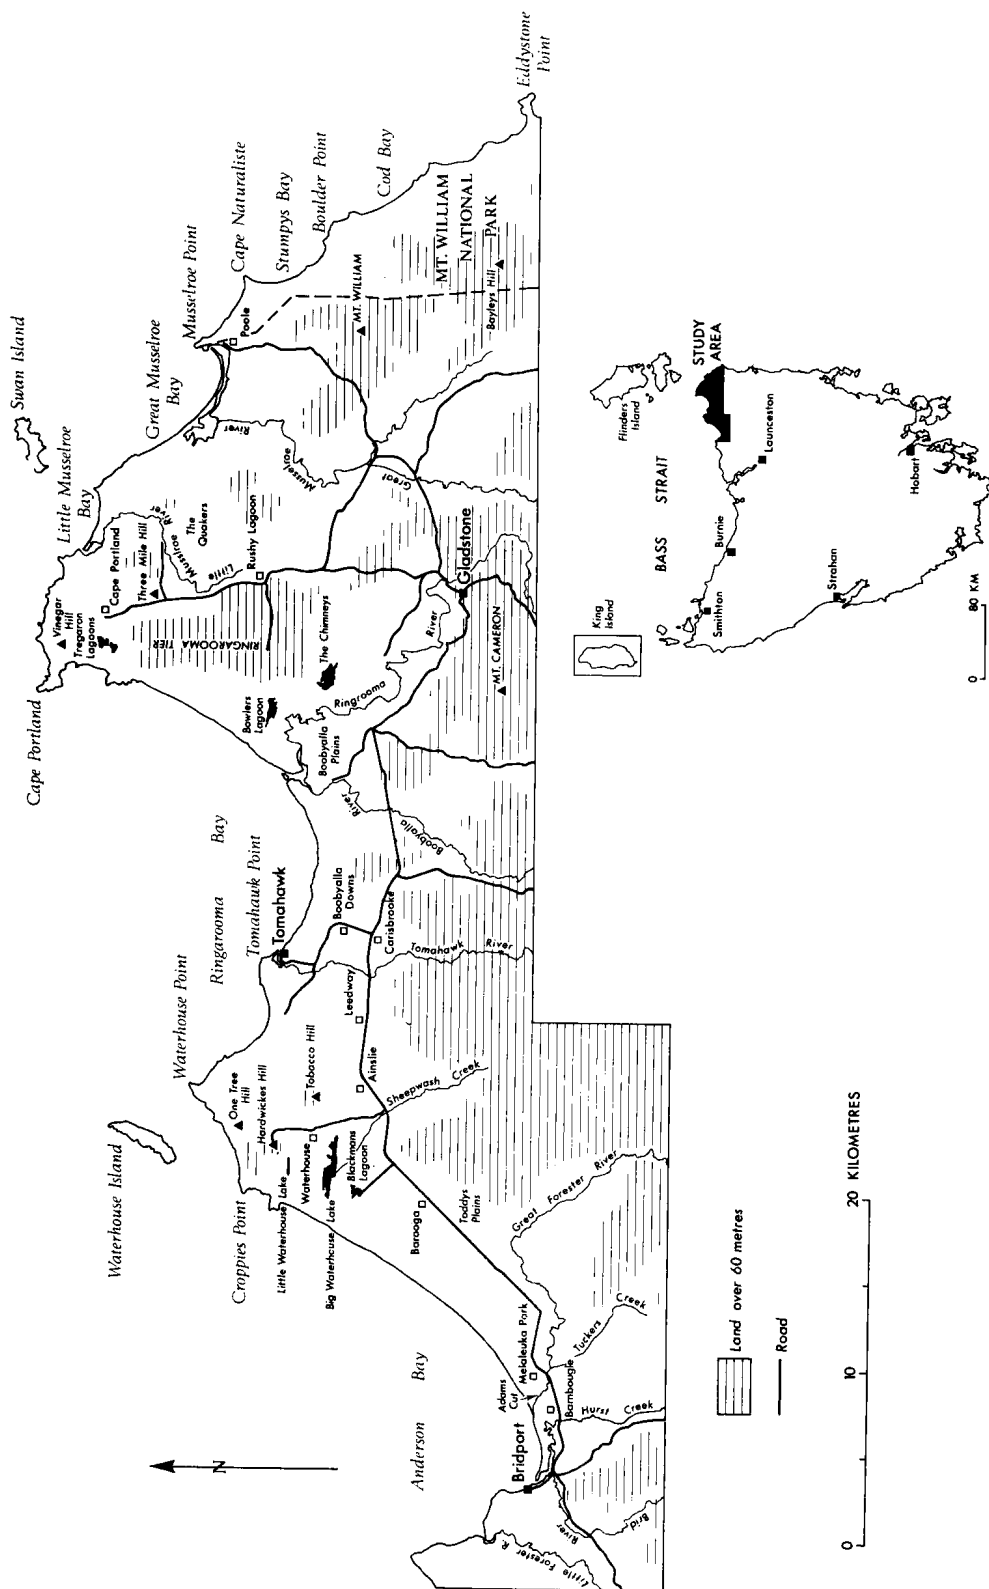 Swan Island
Little Musselroe
Bay
Cape Portland
Vinegar
Hill
Tregaron
Lagoons
Cape Portland
Three Mile Hill
Musselroe
River
The
Quakers
Little
Rushy Lagoon
RINGAROOMA TIER
Great Musselroe
Bay
Musselroe Point
Poole
Cape Naturaliste
Stumpys Bay
Boulder Point
Cod Bay
Eddystone
Point
MT. WILLIAM
MT. WILLIAM
NATIONAL
PARK
Bayleys Hill
River
Musselroe
Great
Bowlers
Lagoon
The Chimneys
Boobyalla
Plains
Ringrooma
River
Gladstone
MT. CAMERON
Waterhouse Island
Waterhouse Point
Ringarooma Bay
Tomahawk Point
Tomahawk
Boobyalla
Downs
Carisbrooke
River
Boobyalla
Tomahawk River
Leedway
Ainslie
Tobacco Hill
One Tree
Hill
Hardwickes Hill
Waterhouse
Croppies Point
Little Waterhouse Lake
Big Waterhouse Lake
Blackmans
Lagoon
Sheepwash Creek
Barooga
Toddys
Plains
Great Forester River
Anderson Bay
Adams
Cut
Melaleuka Park
Bridport
Barnbougle
Tuckers Creek
Hurst Creek
Brid
River
Little Forester R.
N
Land over 60 metres
Road
0 10 20 KILOMETRES
King
Island
Flinders
Island
BASS STRAIT
STUDY
AREA
Smithton
Burnie
Launceston
Strahan
Hobart
0 80 KM